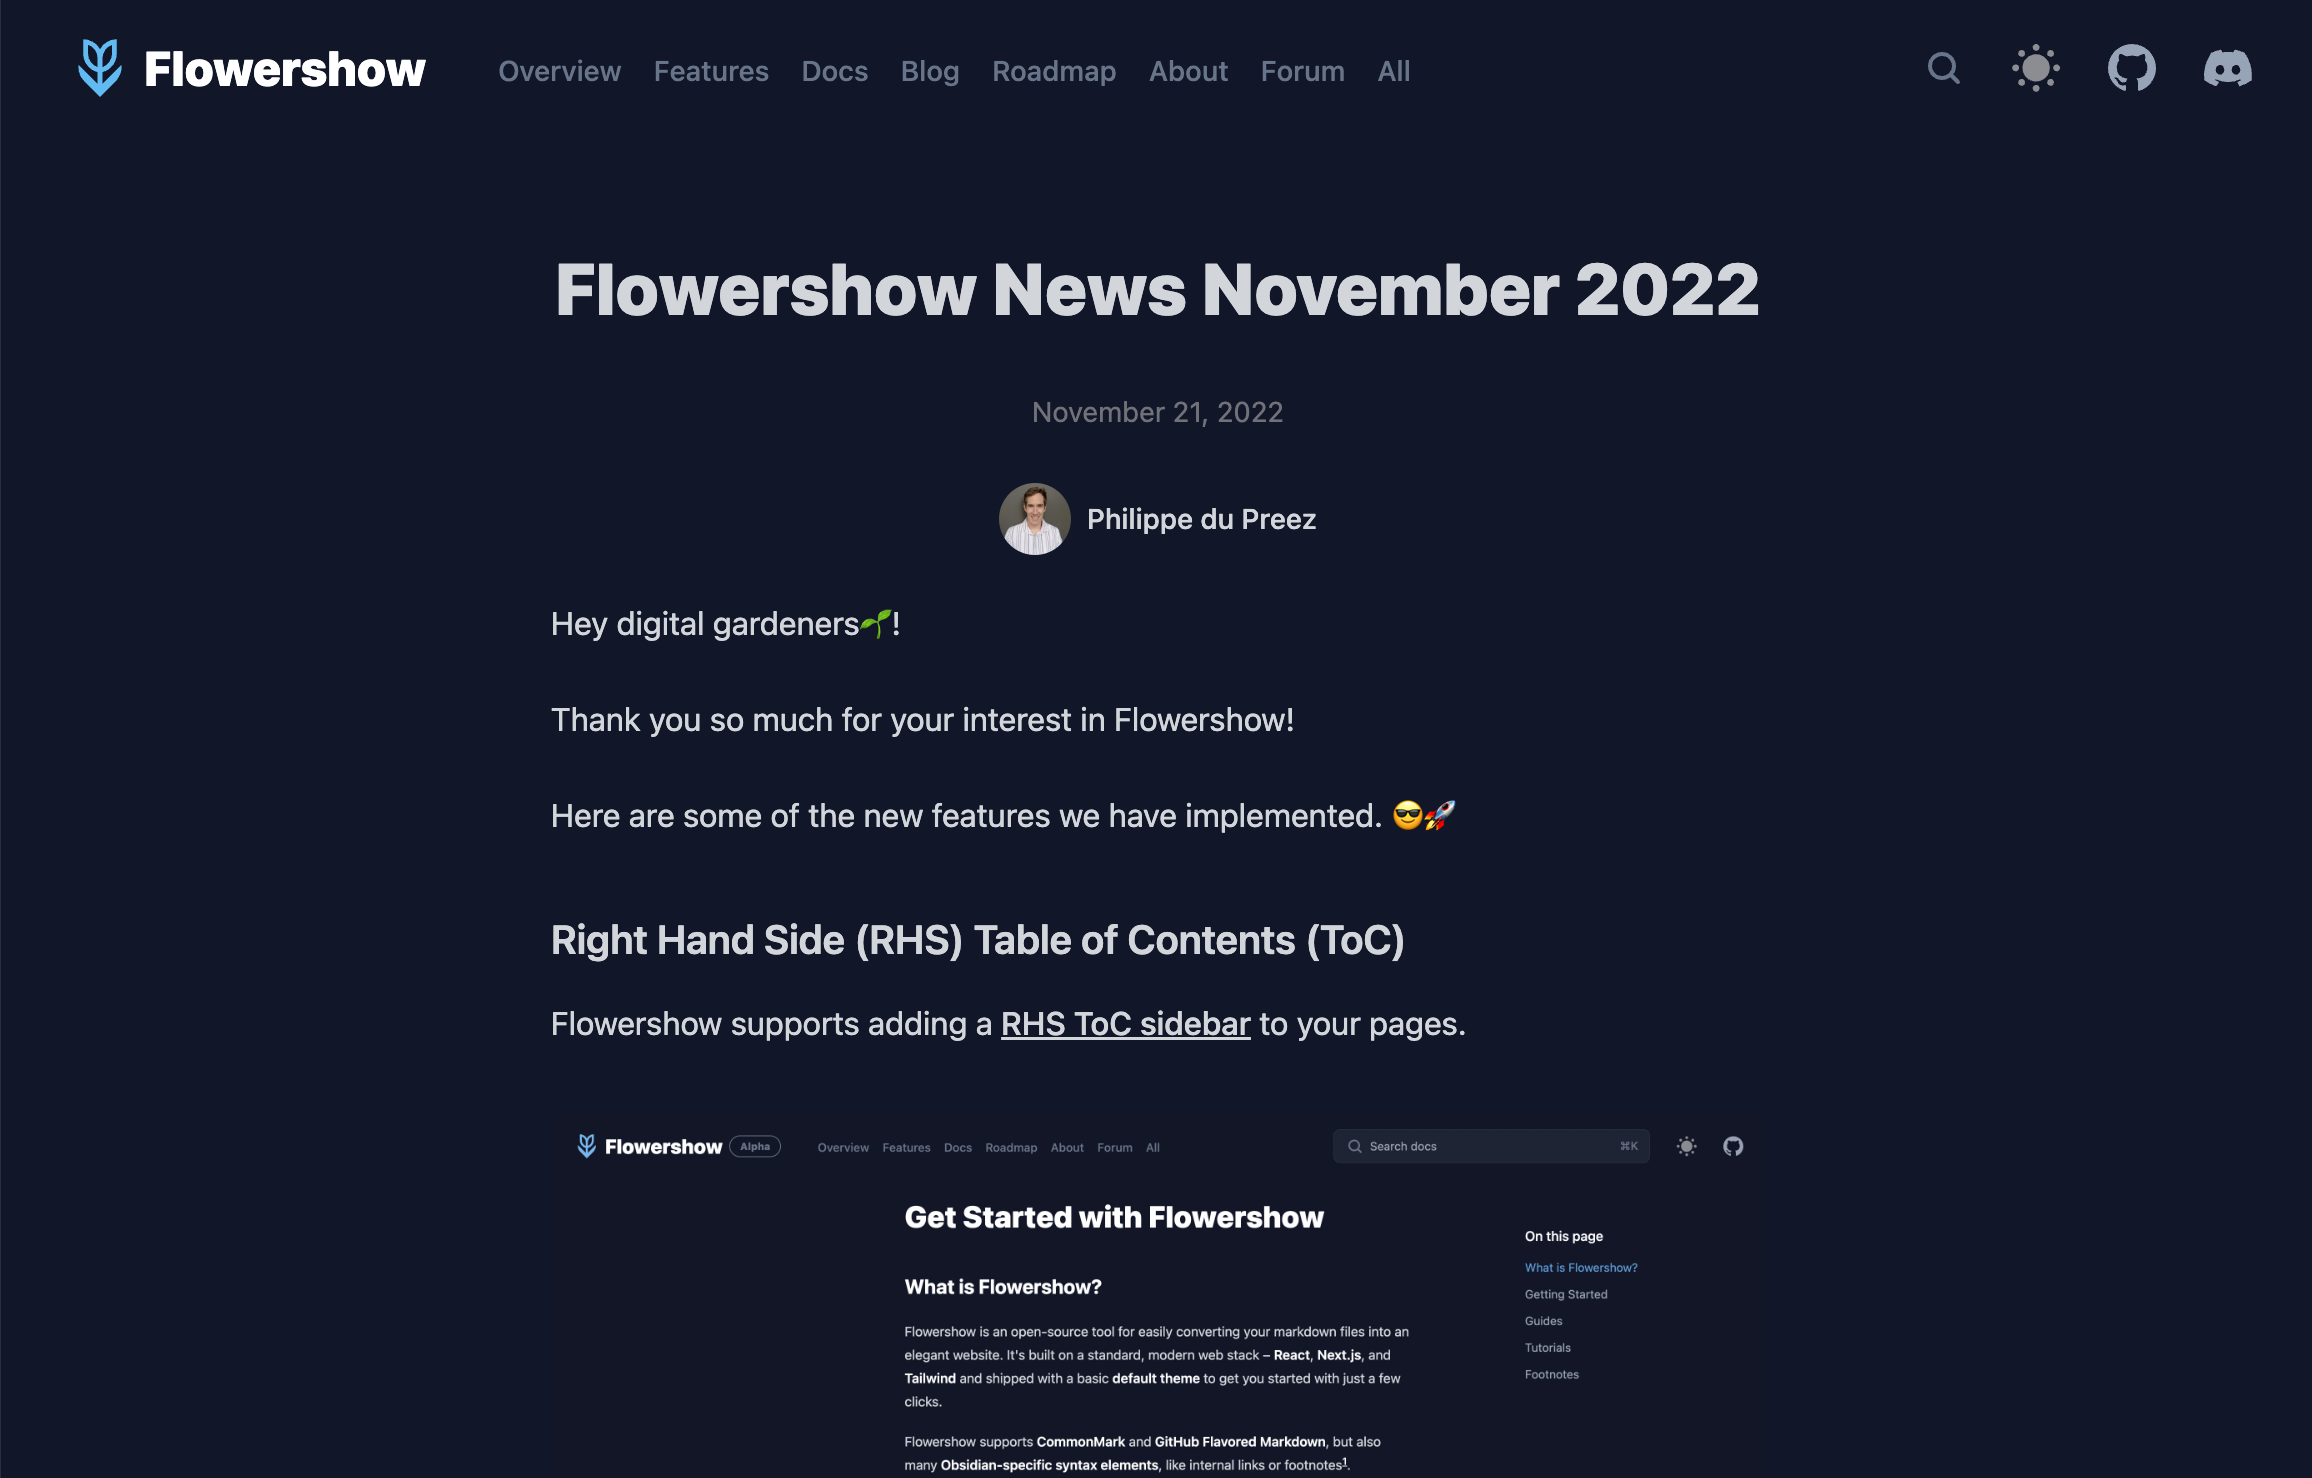 Flowershow Overview Features Docs Blog Roadmap About Forum All
Flowershow News November 2022
November 21, 2022
Philippe du Preez
Hey digital gardeners🌱!
Thank you so much for your interest in Flowershow!
Here are some of the new features we have implemented. 😎🚀
Right Hand Side (RHS) Table of Contents (ToC)
Flowershow supports adding a RHS ToC sidebar to your pages.
Flowershow Alpha Overview Features Docs Roadmap About Forum All Search docs ⌘K
Get Started with Flowershow
What is Flowershow?
Flowershow is an open-source tool for easily converting your markdown files into an
elegant website. It's built on a standard, modern web stack – React, Next.js, and
Tailwind and shipped with a basic default theme to get you started with just a few
clicks.
Flowershow supports CommonMark and GitHub Flavored Markdown, but also
many Obsidian-specific syntax elements, like internal links or footnotes1.
On this page
What is Flowershow?
Getting Started
Guides
Tutorials
Footnotes